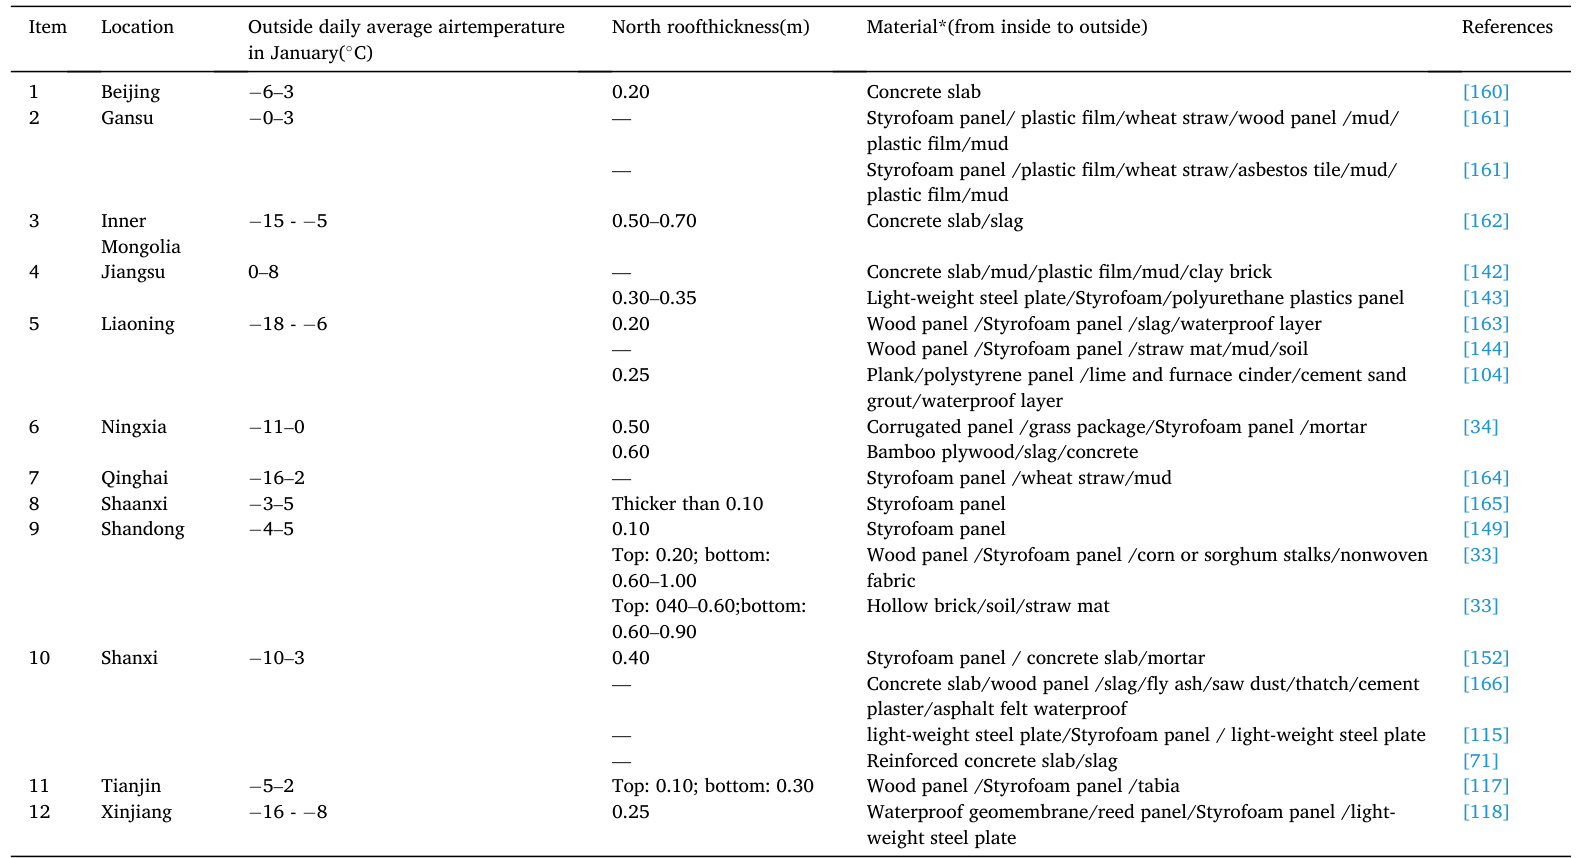 Item Location Outside daily average airtemperature North roofthickness(m) Material*(from inside to outside) References
in January(°C)
1 Beijing −6–3 0.20 Concrete slab [160]
2 Gansu −0–3 — Styrofoam panel/ plastic film/wheat straw/wood panel /mud/ [161]
plastic film/mud
— Styrofoam panel /plastic film/wheat straw/asbestos tile/mud/ [161]
plastic film/mud
3 Inner −15 - −5 0.50–0.70 Concrete slab/slag [162]
Mongolia
4 Jiangsu 0–8 — Concrete slab/mud/plastic film/mud/clay brick [142]
0.30–0.35 Light-weight steel plate/Styrofoam/polyurethane plastics panel [143]
5 Liaoning −18 - −6 0.20 Wood panel /Styrofoam panel /slag/waterproof layer [163]
— Wood panel /Styrofoam panel /straw mat/mud/soil [144]
0.25 Plank/polystyrene panel /lime and furnace cinder/cement sand [104]
grout/waterproof layer
6 Ningxia −11–0 0.50 Corrugated panel /grass package/Styrofoam panel /mortar [34]
0.60 Bamboo plywood/slag/concrete
7 Qinghai −16–2 — Styrofoam panel /wheat straw/mud [164]
8 Shaanxi −3–5 Thicker than 0.10 Styrofoam panel [165]
9 Shandong −4–5 0.10 Styrofoam panel [149]
Top: 0.20; bottom: Wood panel /Styrofoam panel /corn or sorghum stalks/nonwoven [33]
0.60–1.00 fabric
Top: 040–0.60;bottom: Hollow brick/soil/straw mat [33]
0.60–0.90
10 Shanxi −10–3 0.40 Styrofoam panel / concrete slab/mortar [152]
— Concrete slab/wood panel /slag/fly ash/saw dust/thatch/cement [166]
plaster/asphalt felt waterproof
— light-weight steel plate/Styrofoam panel / light-weight steel plate [115]
— Reinforced concrete slab/slag [71]
11 Tianjin −5–2 Top: 0.10; bottom: 0.30 Wood panel /Styrofoam panel /tabia [117]
12 Xinjiang −16 - −8 0.25 Waterproof geomembrane/reed panel/Styrofoam panel /light- [118]
weight steel plate